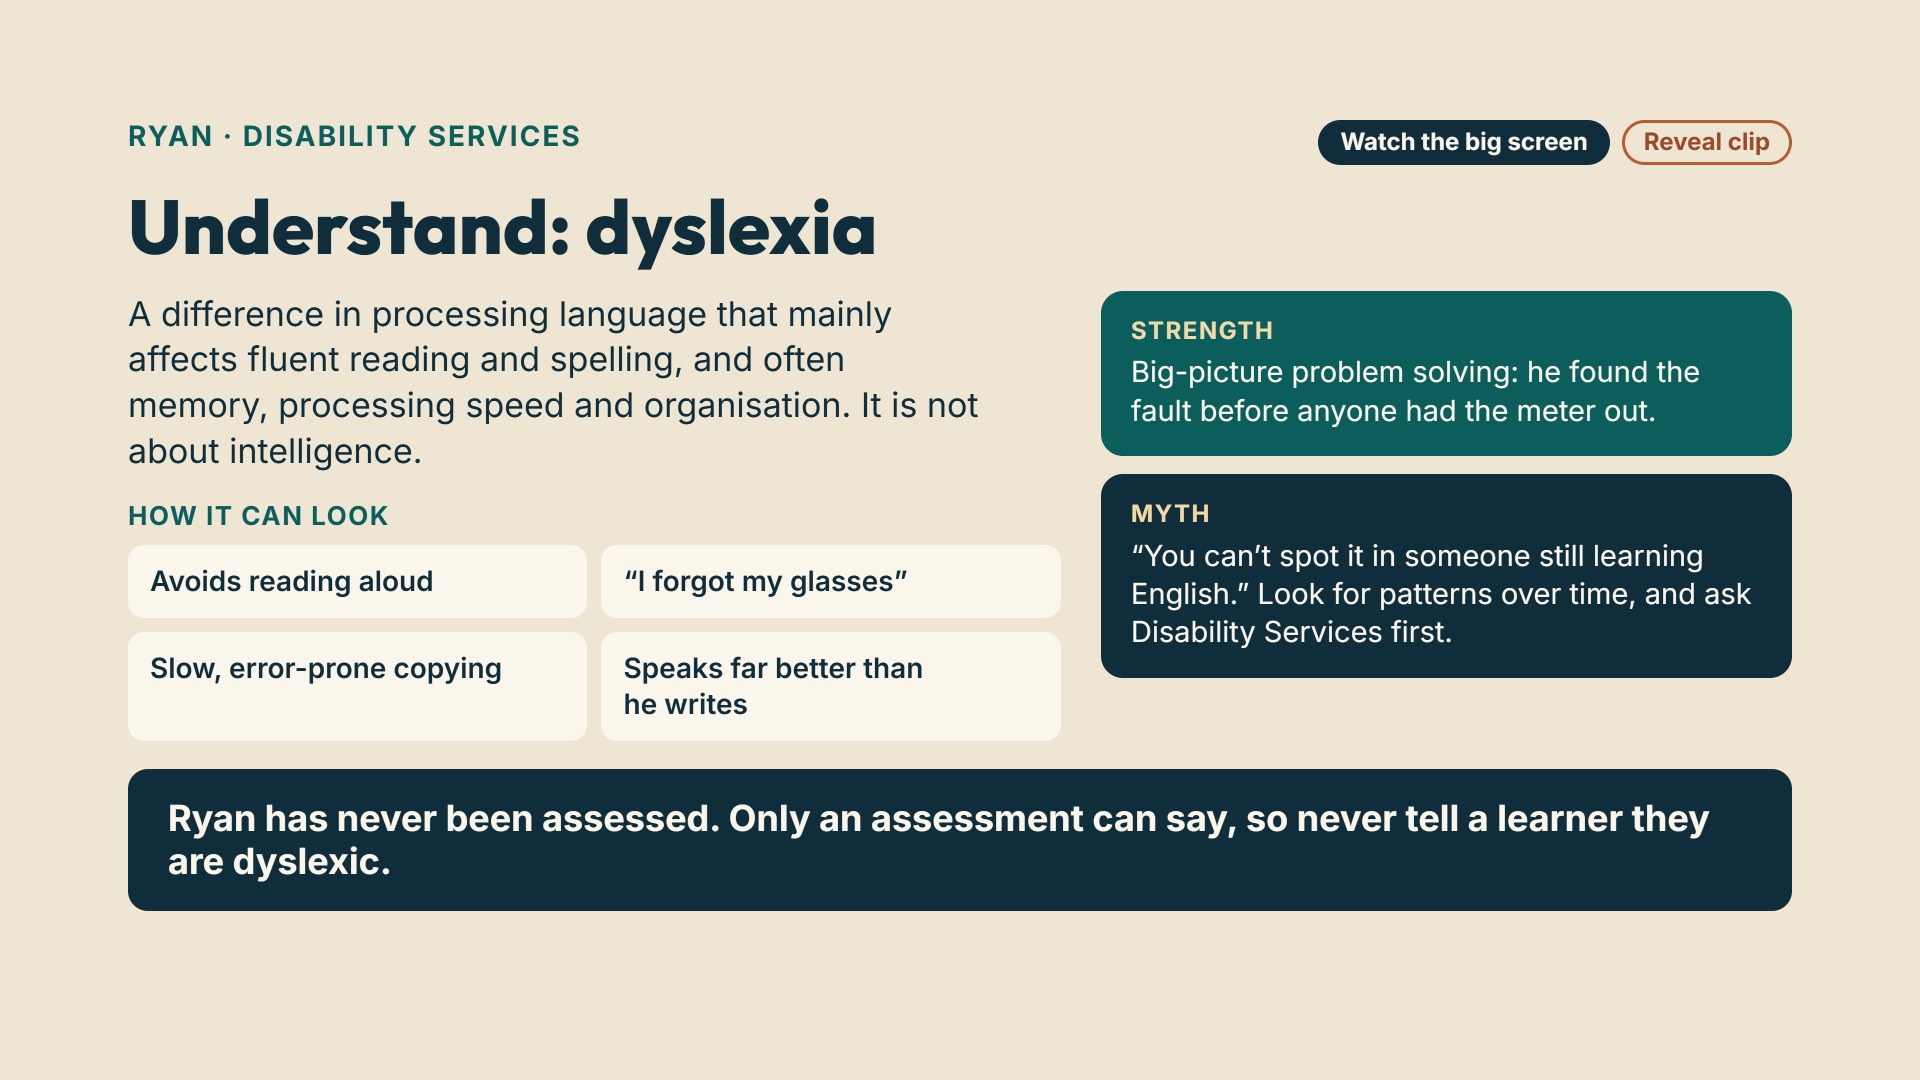 RYAN · DISABILITY SERVICES
Watch the big screen
Reveal clip
Understand: dyslexia
A difference in processing language that mainly
affects fluent reading and spelling, and often
memory, processing speed and organisation. It is not
about intelligence.
HOW IT CAN LOOK
Avoids reading aloud
“I forgot my glasses”
Slow, error-prone copying
Speaks far better than
he writes
STRENGTH
Big-picture problem solving: he found the
fault before anyone had the meter out.
MYTH
“You can’t spot it in someone still learning
English.” Look for patterns over time, and ask
Disability Services first.
Ryan has never been assessed. Only an assessment can say, so never tell a learner they
are dyslexic.